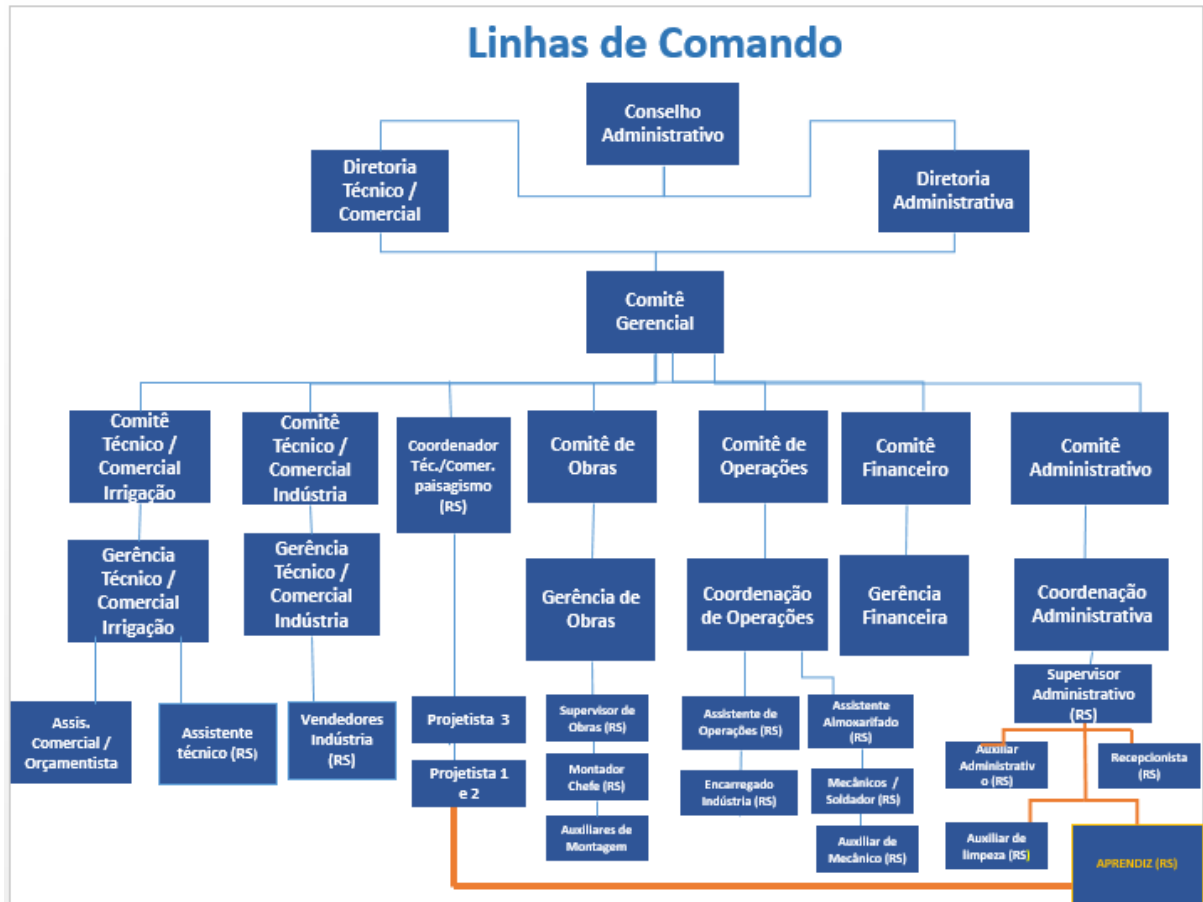 Linhas de Comando
Conselho
Administrativo
Diretoria
Técnico /
Comercial
Diretoria
Administrativa
Comitê
Gerencial
Comitê
Técnico /
Comercial
Irrigação
Comitê
Técnico /
Comercial
Indústria
Coordenador
Téc./Comer.
paisagismo
(RS)
Comitê de
Obras
Comitê de
Operações
Comitê
Financeiro
Comitê
Administrativo
Gerência
Técnico /
Comercial
Irrigação
Gerência
Técnico /
Comercial
Indústria
Gerência de
Obras
Coordenação
de Operações
Gerência
Financeira
Coordenação
Administrativa
Supervisor
Administrativo
(RS)
Assis.
Comercial /
Orçamentista
Assistente
técnico (RS)
Vendedores
Indústria
(RS)
Projetista 3
Projetista 1
e 2
Supervisor de
Obras (RS)
Montador
Chefe (RS)
Auxiliares de
Montagem
Assistente de
Operações (RS)
Encarregado
Indústria (RS)
Assistente
Almoxarifado
(RS)
Mecânicos /
Soldador (RS)
Auxiliar
de Mecânico (RS)
Auxiliar
Administrativ
o (RS)
Recepcionista
(RS)
Auxiliar de
limpeza (RS)
APRENDIZ (RS)